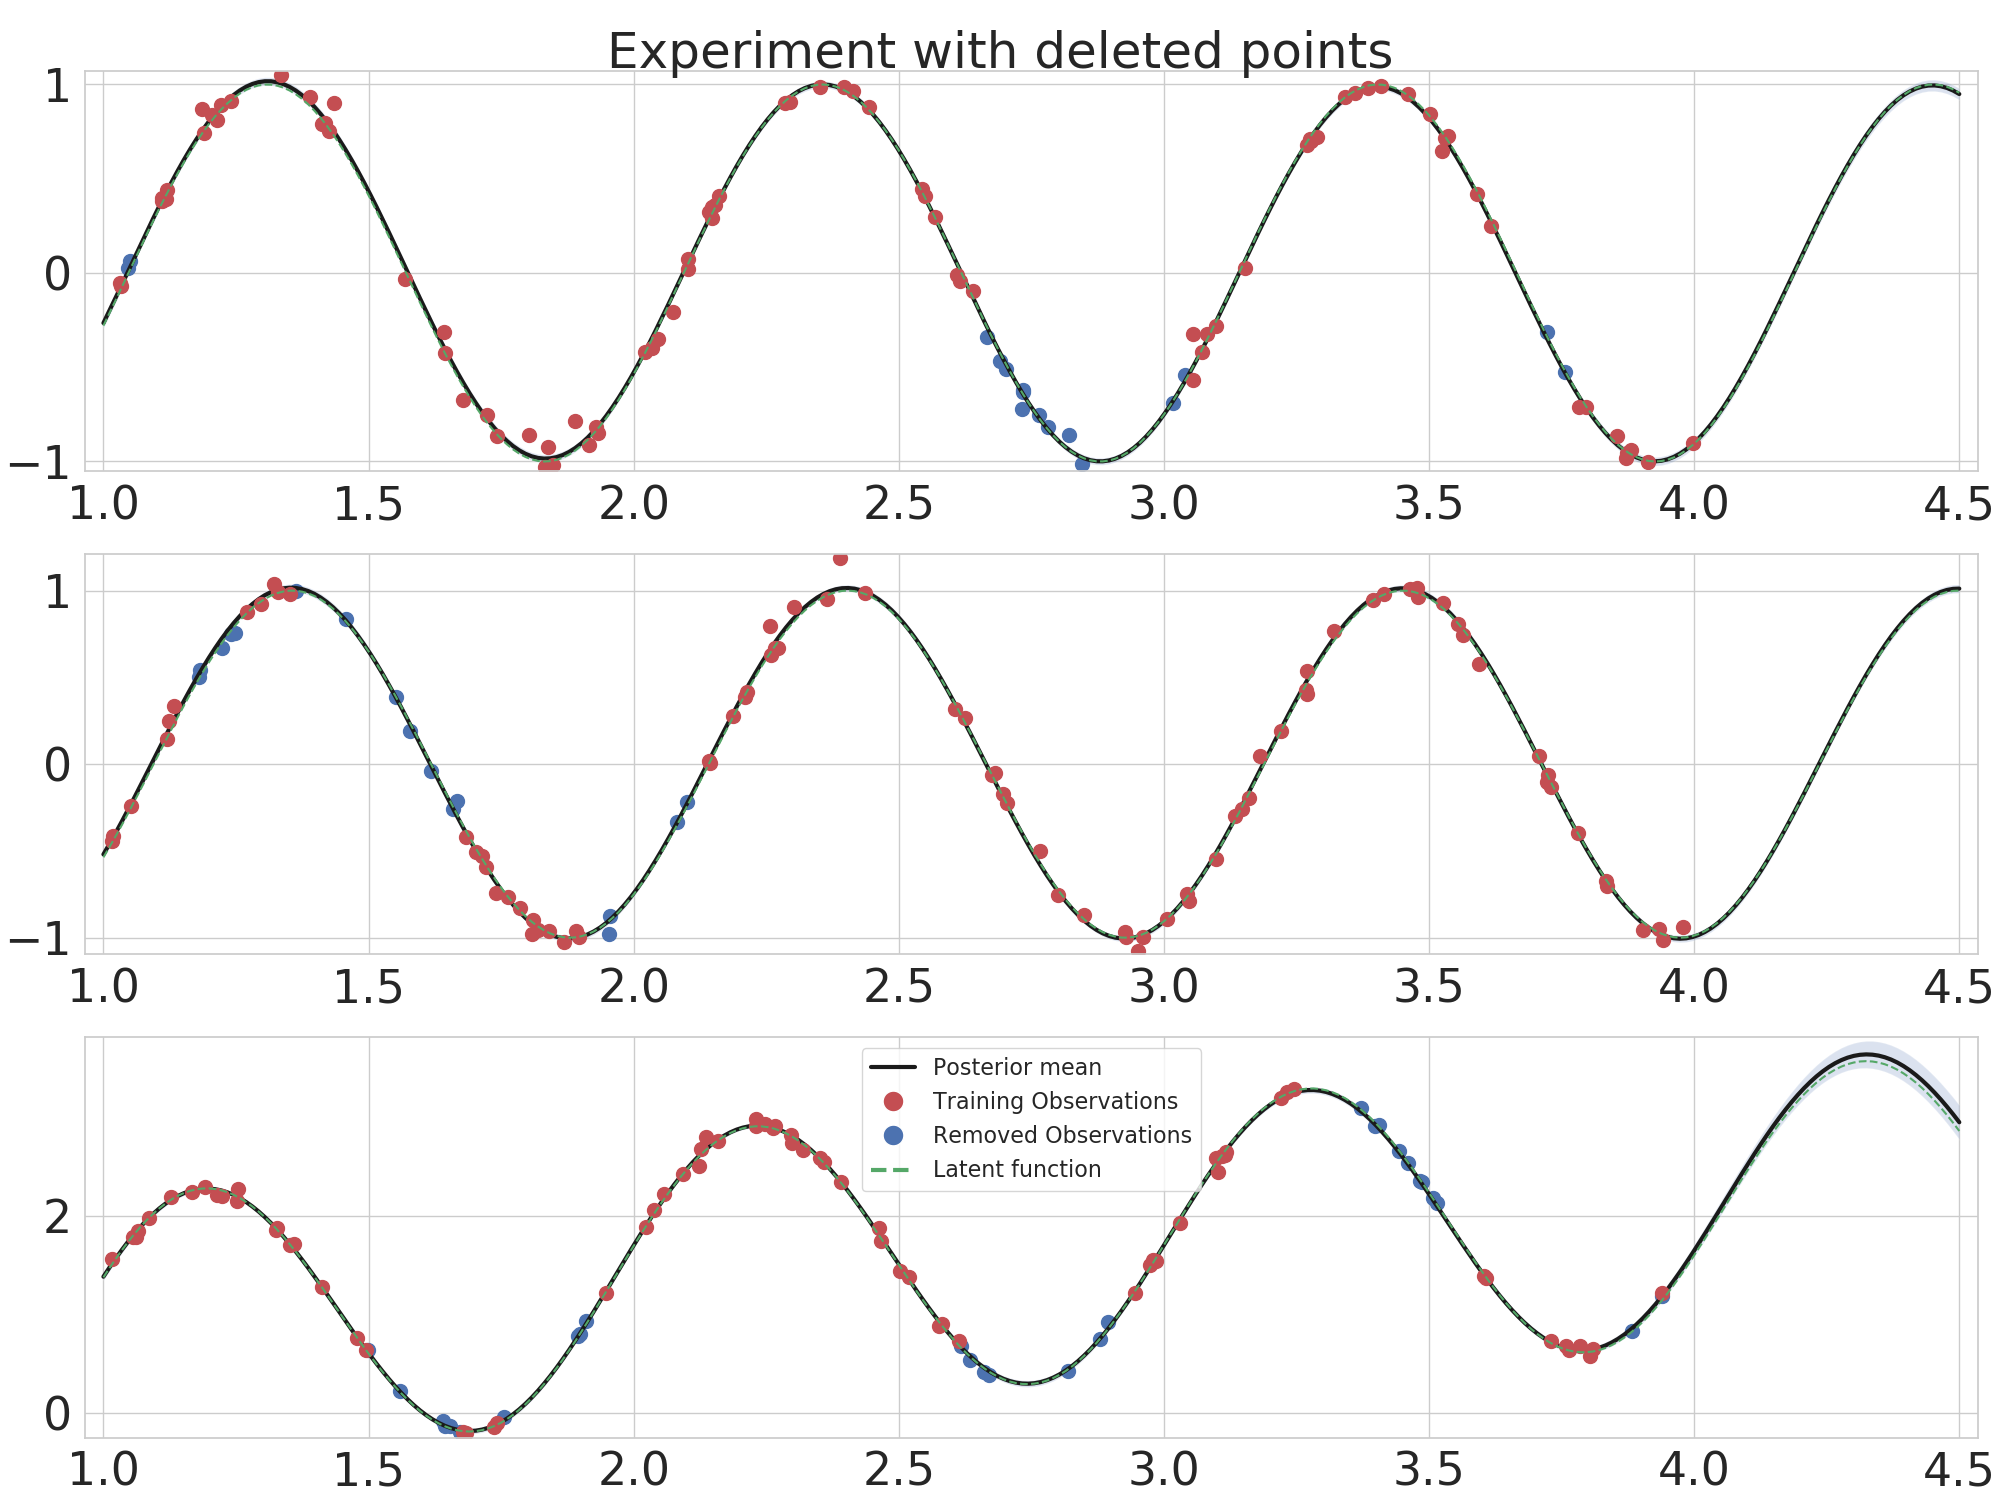 Experiment with deleted points
1
0
−1
1.0 1.5 2.0 2.5 3.0 3.5 4.0 4.5
1
0
−1
1.0 1.5 2.0 2.5 3.0 3.5 4.0 4.5
Posterior mean
Training Observations
Removed Observations
Latent function
2
0
1.0 1.5 2.0 2.5 3.0 3.5 4.0 4.5